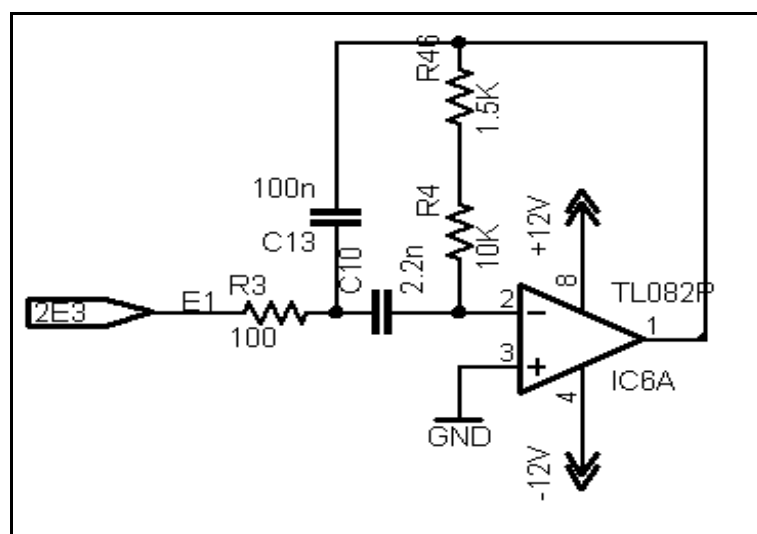 R46
1.5K
100n
C13
R4
10K
+12V
C10
2.2n
8
TL082P
2E3
E1
R3
100
2
1
3
IC6A
4
GND
-12V